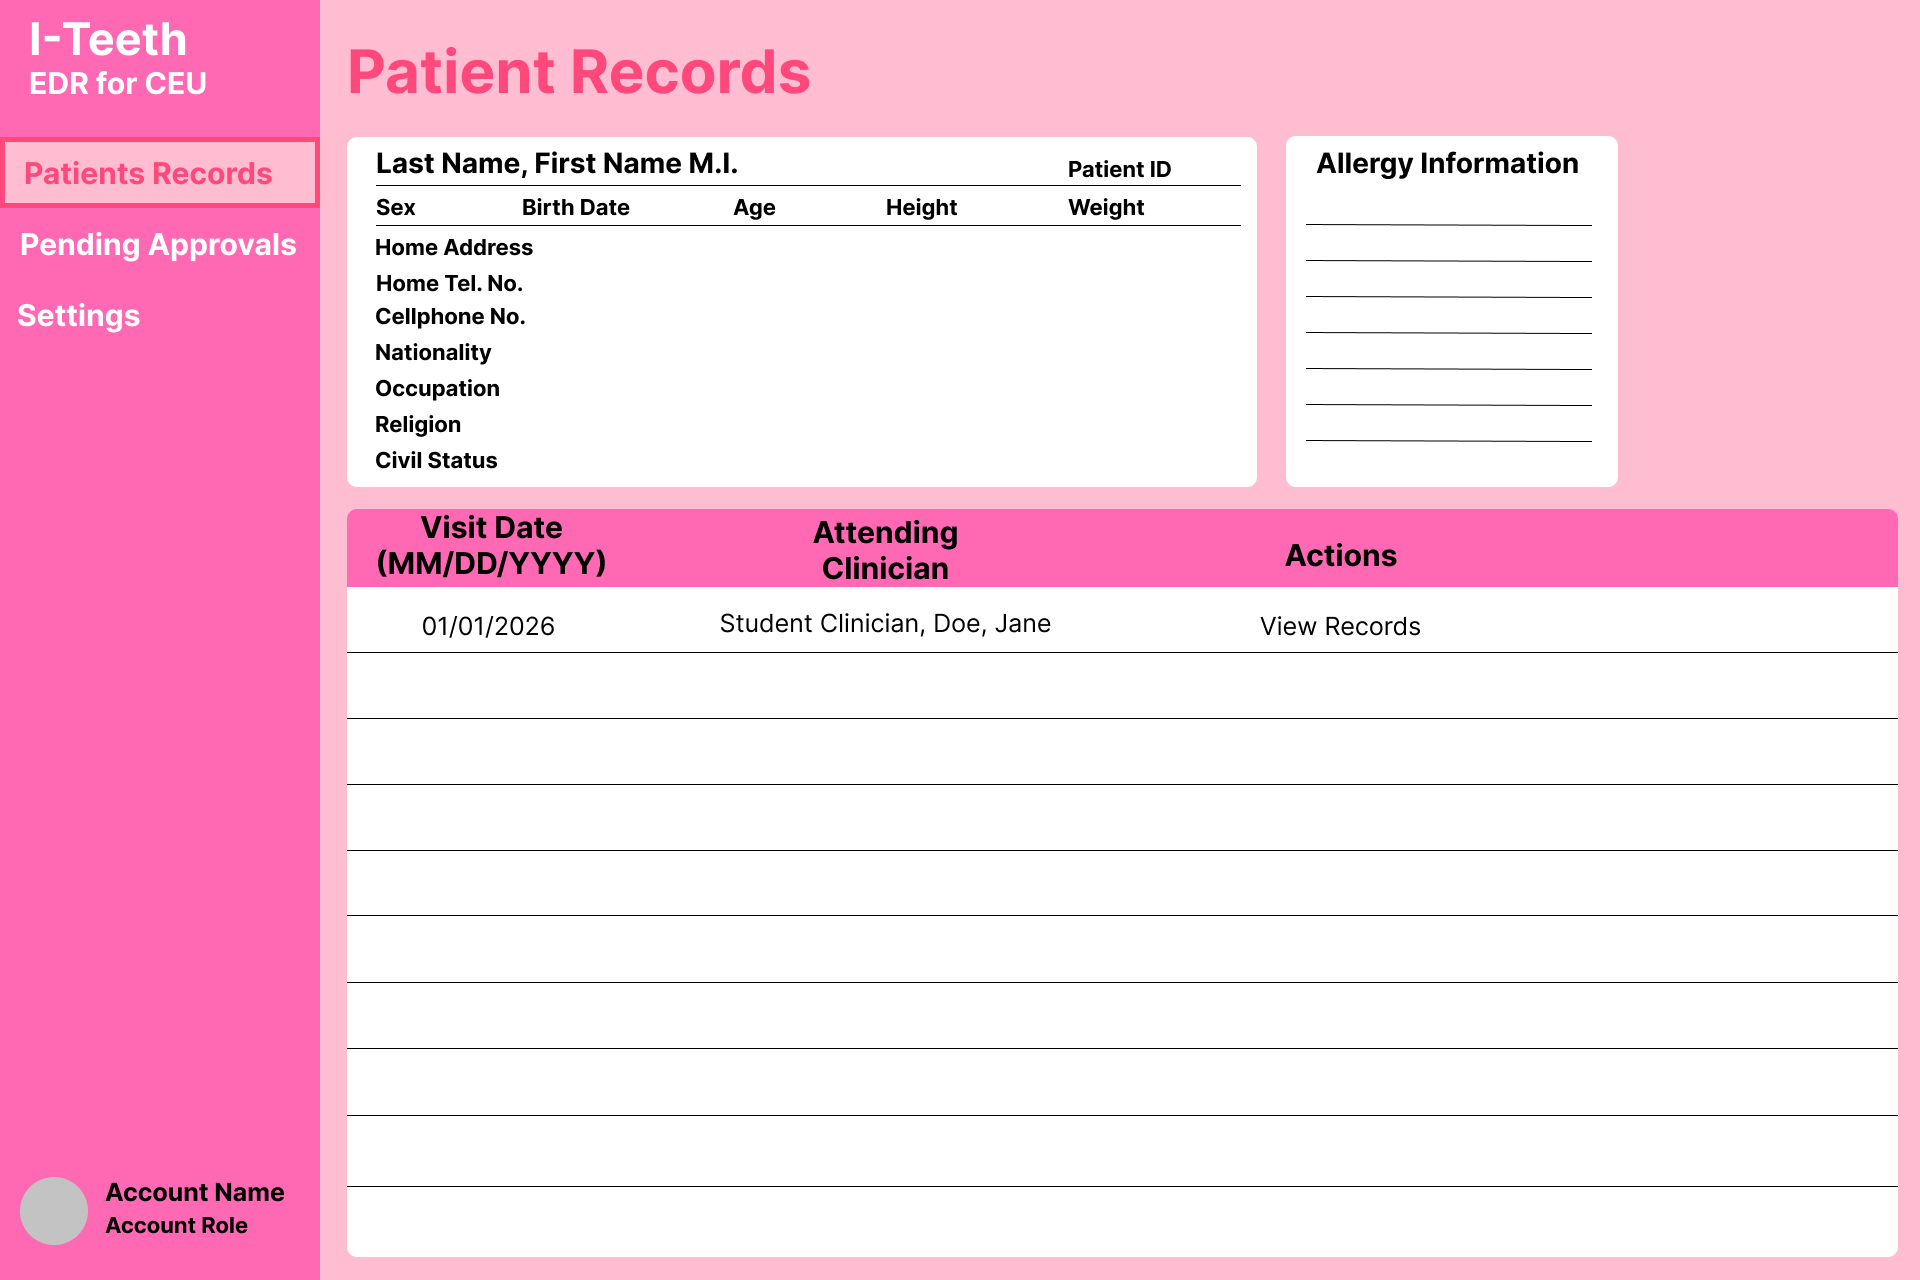 I-Teeth
EDR for CEU
Patients Records
Pending Approvals
Settings
Account Name
Account Role
Patient Records
Last Name, First Name M.I.
Patient ID
Sex Birth Date Age Height Weight
Home Address
Home Tel. No.
Cellphone No.
Nationality
Occupation
Religion
Civil Status
Allergy Information
Visit Date
(MM/DD/YYYY)
Attending
Clinician
Actions
01/01/2026 Student Clinician, Doe, Jane View Records